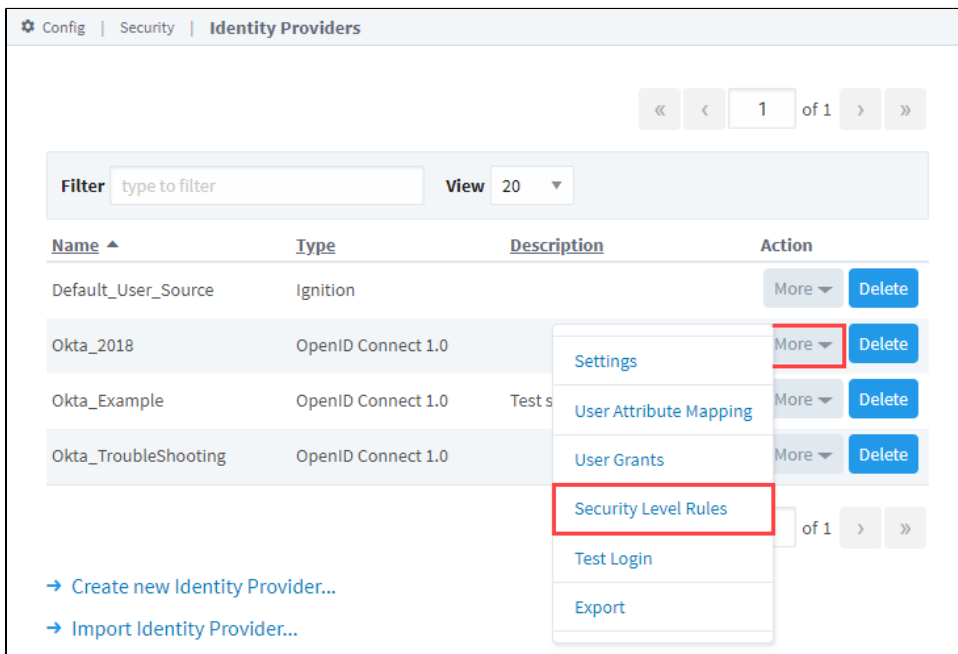 Config | Security | Identity Providers
« ‹ 1 of 1 › »
Filter type to filter View 20
Name Type Description Action
Default_User_Source Ignition More Delete
Okta_2018 OpenID Connect 1.0 More Delete
Settings
Okta_Example OpenID Connect 1.0 Test s More Delete
User Attribute Mapping
Okta_TroubleShooting OpenID Connect 1.0 More Delete
User Grants
Security Level Rules
of 1 › »
Test Login
→ Create new Identity Provider...
Export
→ Import Identity Provider...